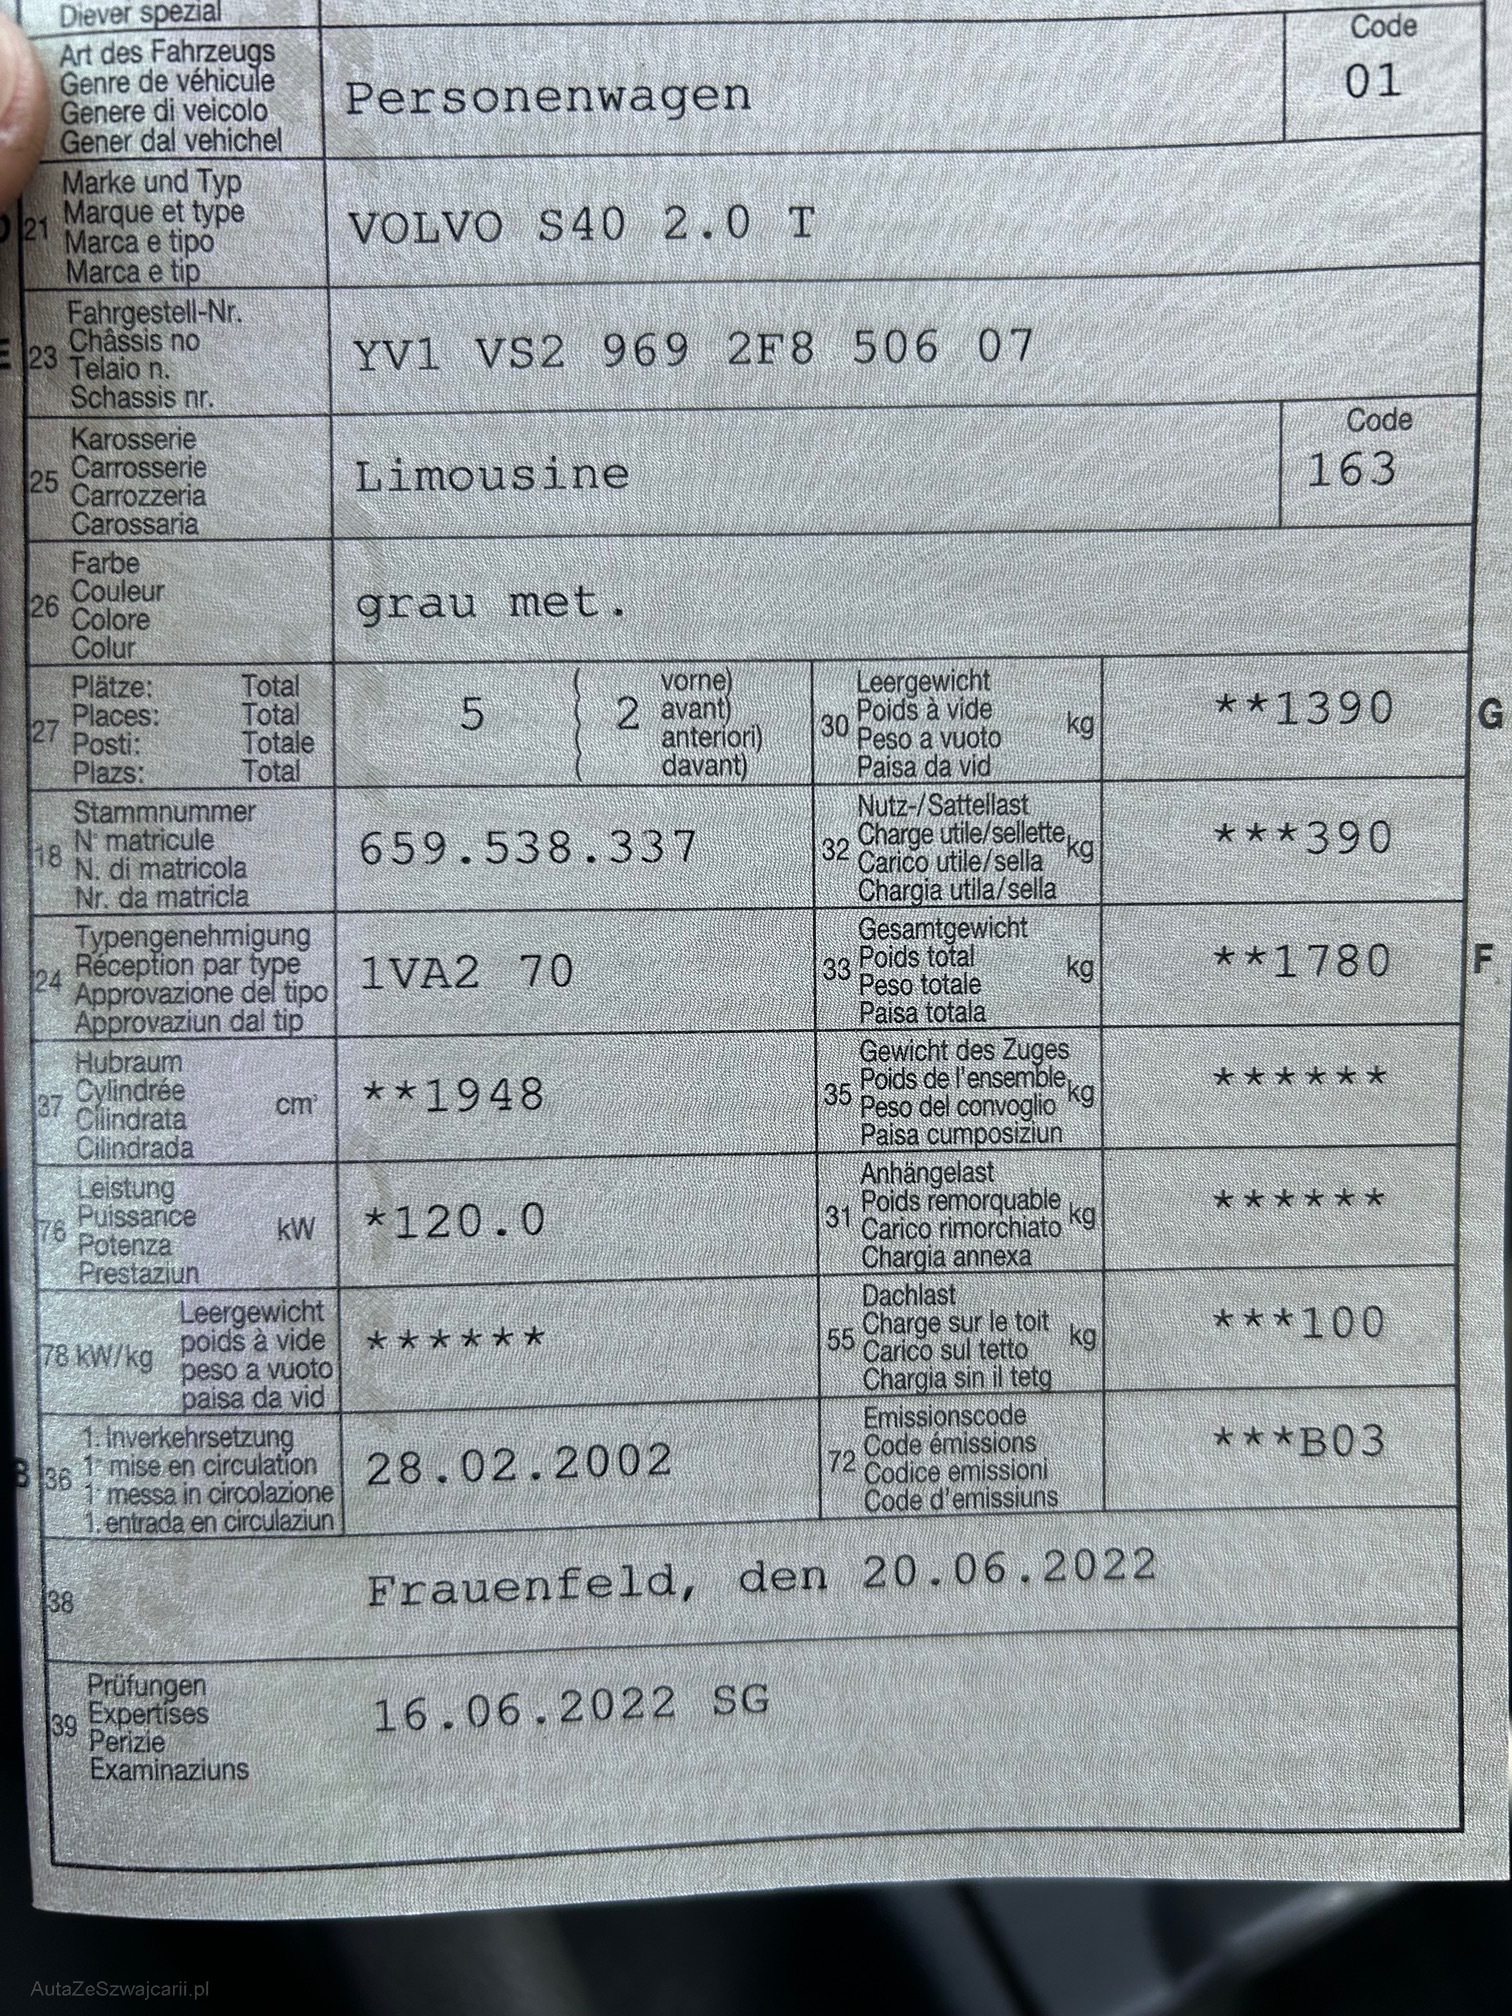 Diever spezial
Art des Fahrzeugs
Genre de véhicule
Genere di veicolo
Gener dal vehichel
Personenwagen
Code
01
21
Marke und Typ
Marque et type
Marca e tipo
Marca e tip
VOLVO S40 2.0 T
E
23
Fahrgestell-Nr.
Châssis no
Telaio n.
Schassis nr.
YV1 VS2 969 2F8 506 07
25
Karosserie
Carrosserie
Carrozzeria
Carossaria
Limousine
Code
163
26
Farbe
Couleur
Colore
Colur
grau met.
27
Plätze: Total
Places: Total
Posti: Totale
Plazs: Total
5 ( 2
vorne)
avant)
anteriori)
davant)
30
Leergewicht
Poids à vide
Peso a vuoto
Paisa da vid
kg
**1390
G
18
Stammnummer
N° matricule
N. di matricola
Nr. da matricla
659.538.337
32
Nutz-/Sattellast
Charge utile/sellette
Carico utile/sella
Chargia utila/sella
kg
***390
24
Typengenehmigung
Réception par type
Approvazione del tipo
Approvaziun dal tip
1VA2 70
33
Gesamtgewicht
Poids total
Peso totale
Paisa totala
kg
**1780
F
37
Hubraum
Cylindrée
Cilindrata
Cilindrada
cm³
**1948
35
Gewicht des Zuges
Poids de l'ensemble
Peso del convoglio
Paisa cumposiziun
kg
******
76
Leistung
Puissance
Potenza
Prestaziun
kW
*120.0
31
Anhängelast
Poids remorquable
Carico rimorchiato
Chargia annexa
kg
******
78 kW/kg
Leergewicht
poids à vide
peso a vuoto
paisa da vid
******
55
Dachlast
Charge sur le toit
Carico sul tetto
Chargia sin il tetg
kg
***100
B
36
1. Inverkehrsetzung
1re mise en circulation
1a messa in circolazione
1. entrada en circulaziun
28.02.2002
72
Emissionscode
Code émissions
Codice emissioni
Code d'emissiuns
***B03
38
Frauenfeld, den 20.06.2022
39
Prüfungen
Expertises
Perizie
Examinaziuns
16.06.2022 SG
AutaZeSzwajcarii.pl